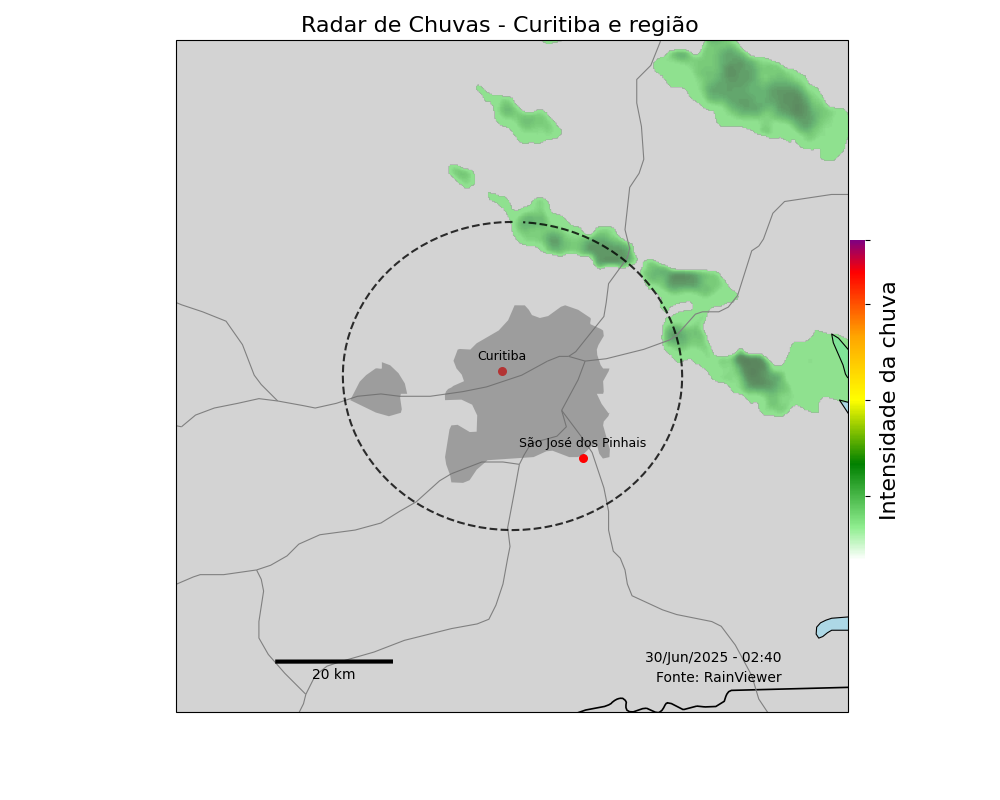 Radar de Chuvas - Curitiba e região
Curitiba
São José dos Pinhais
Intensidade da chuva
30/Jun/2025 - 02:40
20 km
Fonte: RainViewer